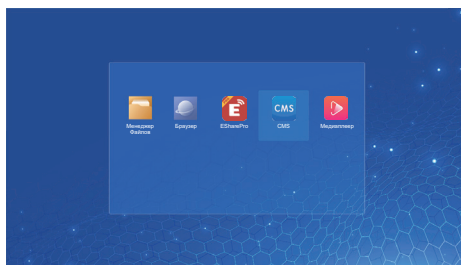 E
CMS
Менеджер
Файлов
Браузер
ESharePro
CMS
Медиаплеер